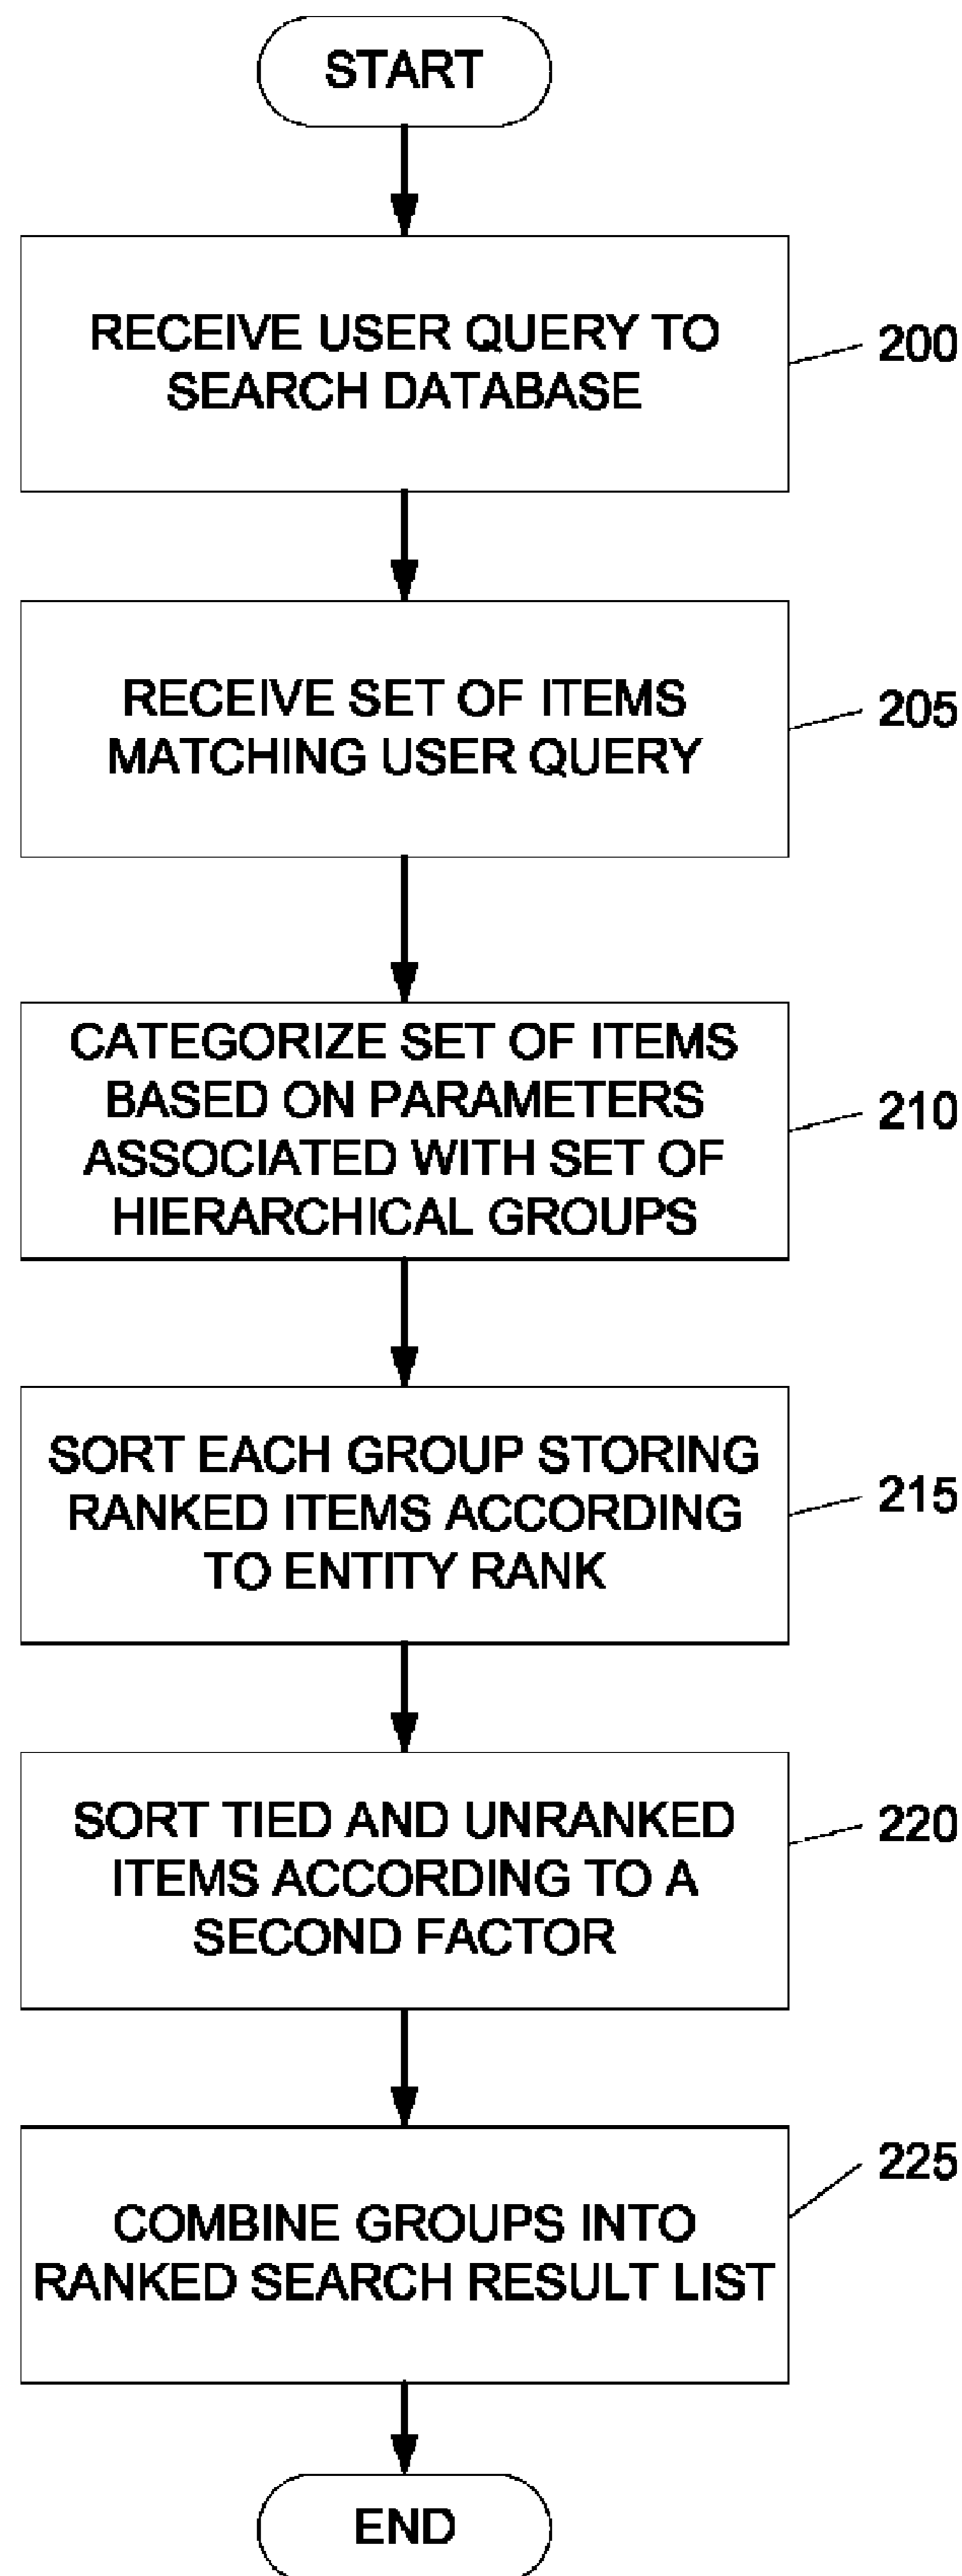 START
RECEIVE USER QUERY TO
SEARCH DATABASE
200
RECEIVE SET OF ITEMS
MATCHING USER QUERY
205
CATEGORIZE SET OF ITEMS
BASED ON PARAMETERS
ASSOCIATED WITH SET OF
HIERARCHICAL GROUPS
210
SORT EACH GROUP STORING
RANKED ITEMS ACCORDING
TO ENTITY RANK
215
SORT TIED AND UNRANKED
ITEMS ACCORDING TO A
SECOND FACTOR
220
COMBINE GROUPS INTO
RANKED SEARCH RESULT LIST
225
END